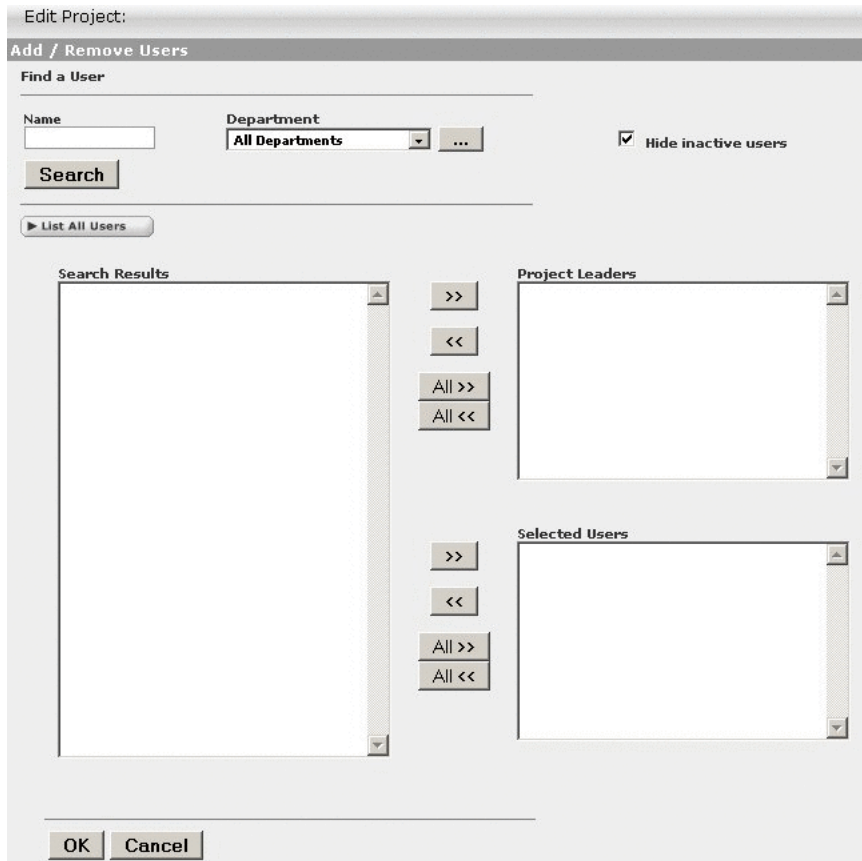 Edit Project:
Add / Remove Users
Find a User
Name
Department
All Departments
...
Hide inactive users
Search
List All Users
Search Results
Project Leaders
>>
<<
All >>
All <<
Selected Users
>>
<<
All >>
All <<
OK
Cancel